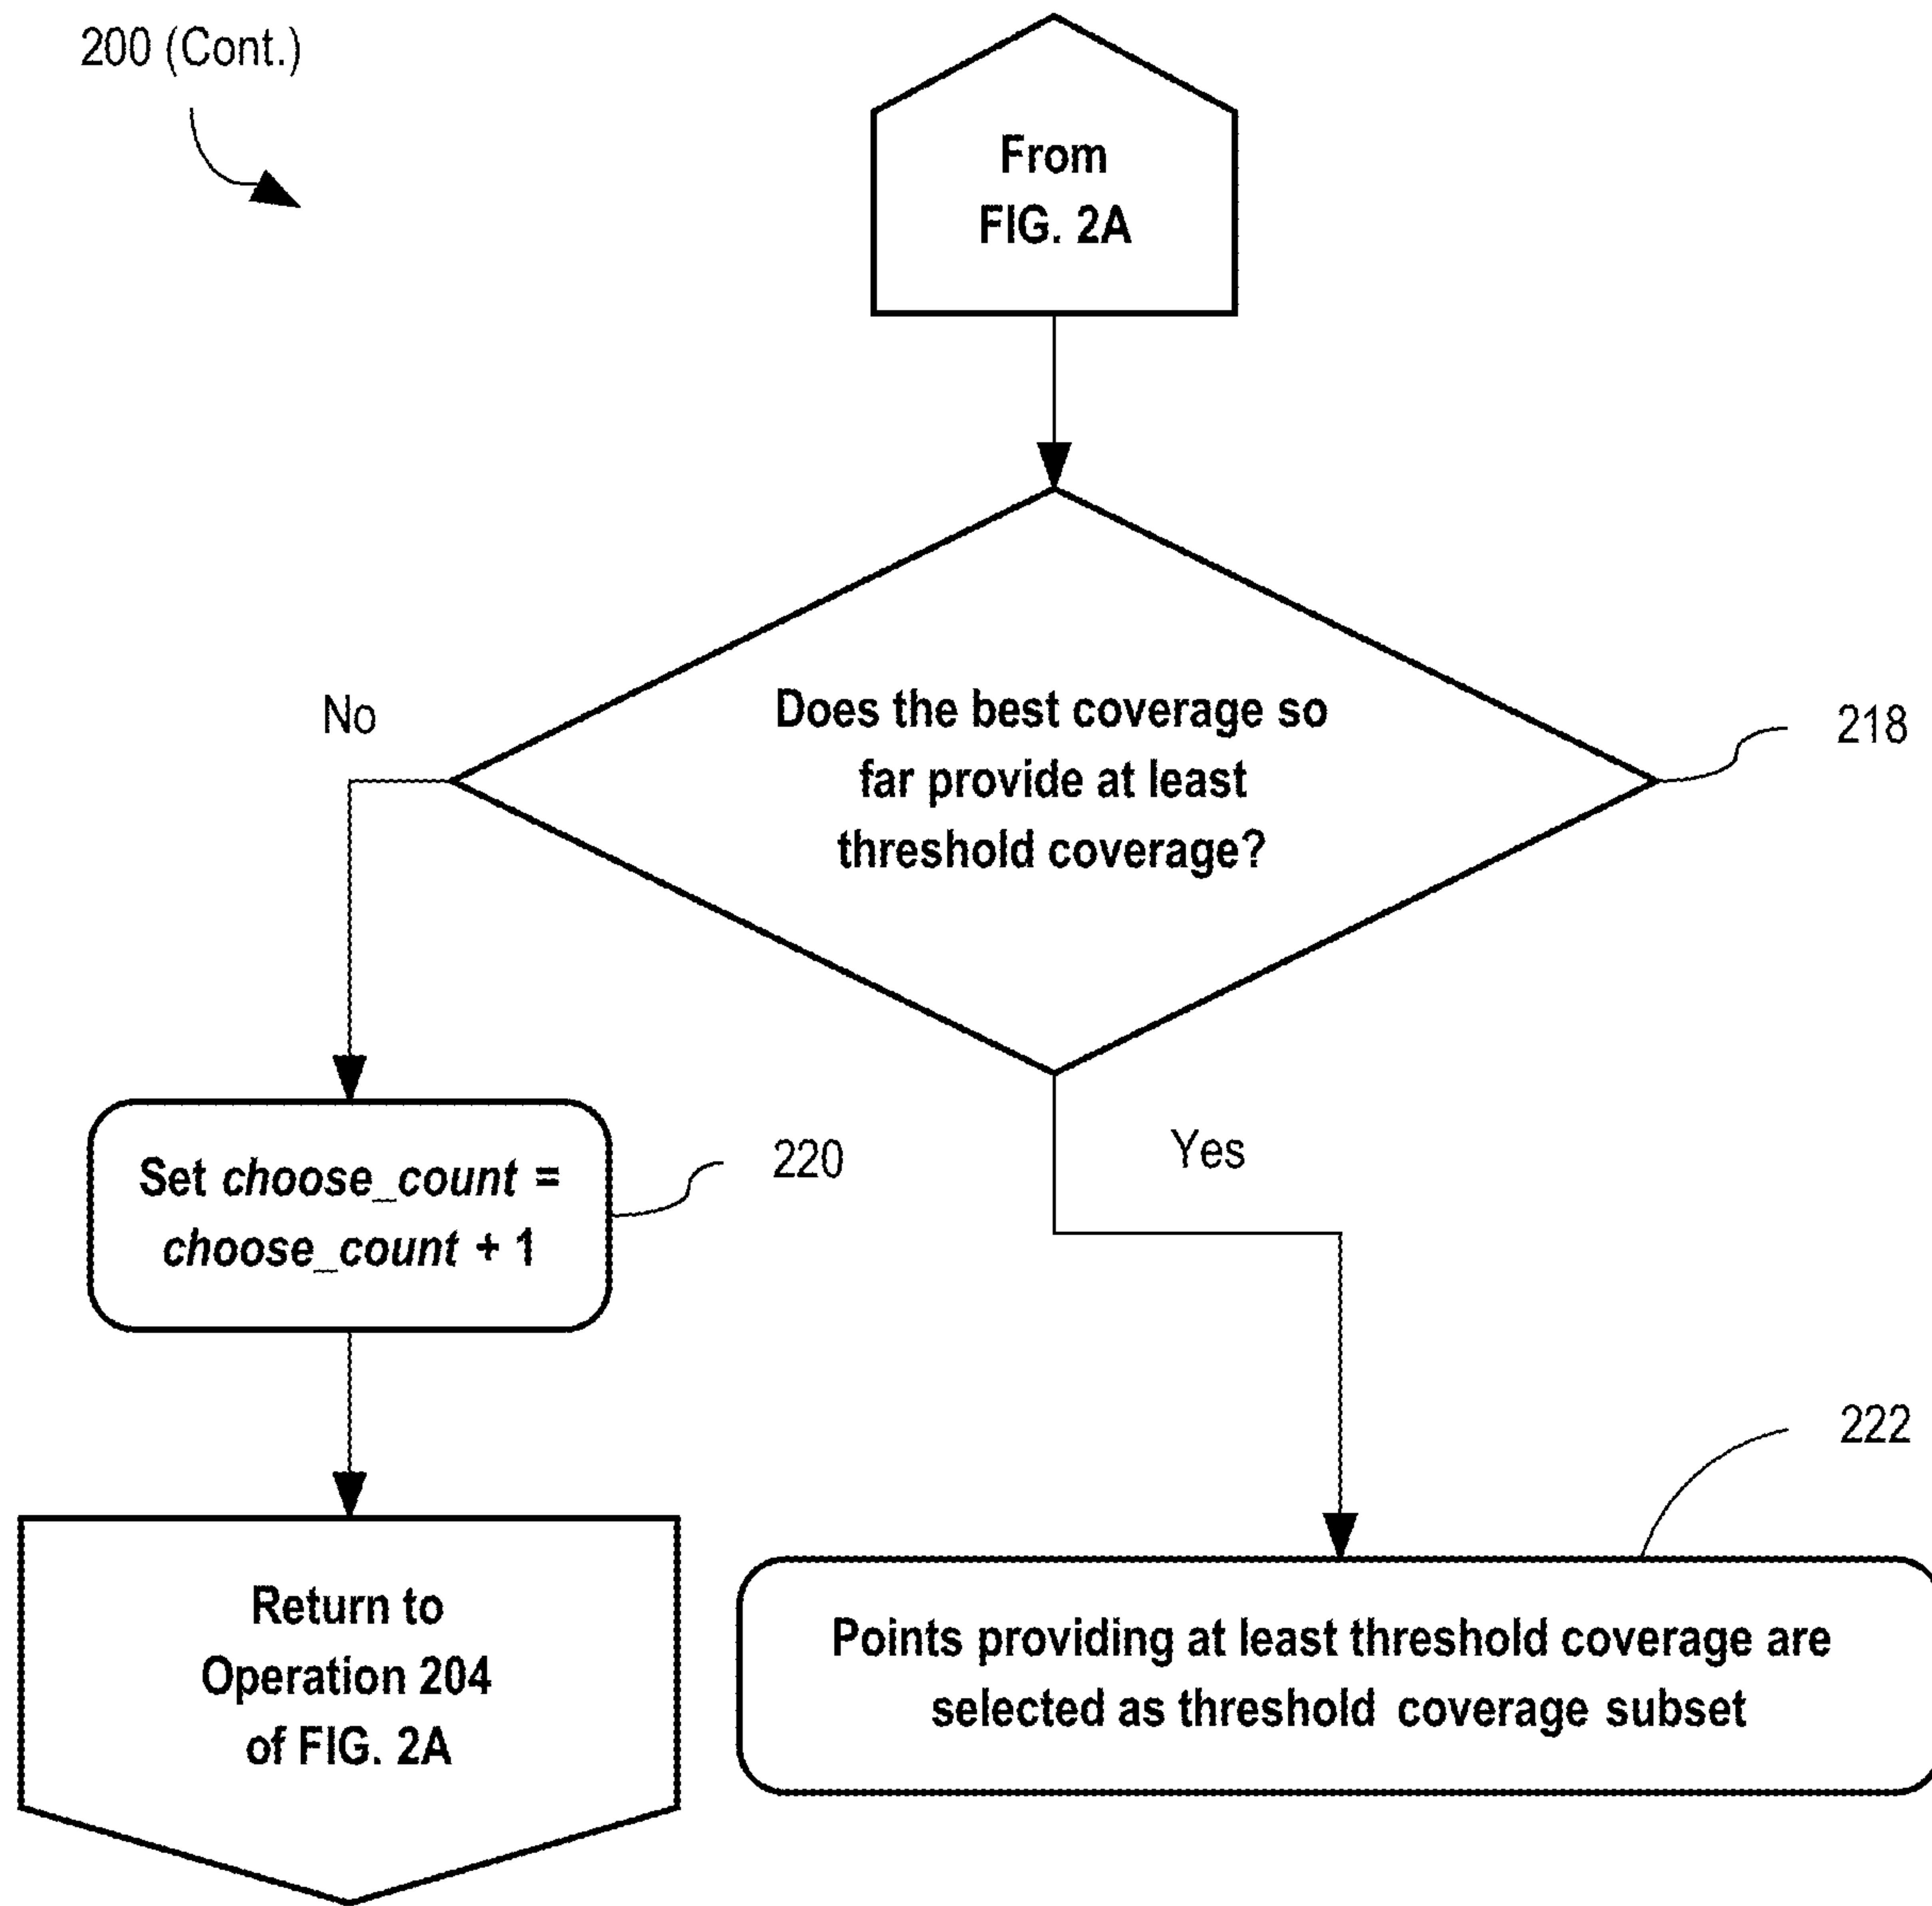 200 (Cont.)
From
FIG. 2A
Does the best coverage so
far provide at least
threshold coverage?
218
No
Yes
Set choose_count =
choose_count + 1
220
Return to
Operation 204
of FIG. 2A
222
Points providing at least threshold coverage are
selected as threshold coverage subset